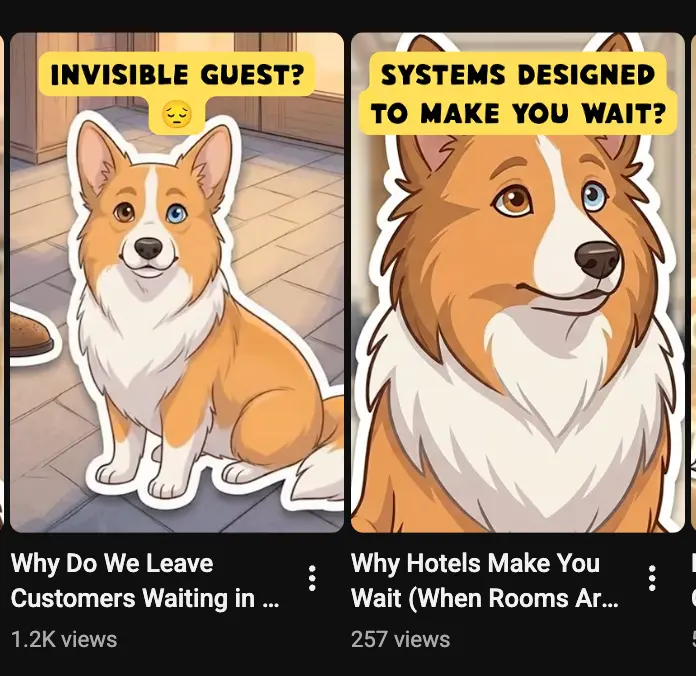 INVISIBLE GUEST?
😔
SYSTEMS DESIGNED
TO MAKE YOU WAIT?
Why Do We Leave
Customers Waiting in ...
1.2K views
Why Hotels Make You
Wait (When Rooms Ar...
257 views